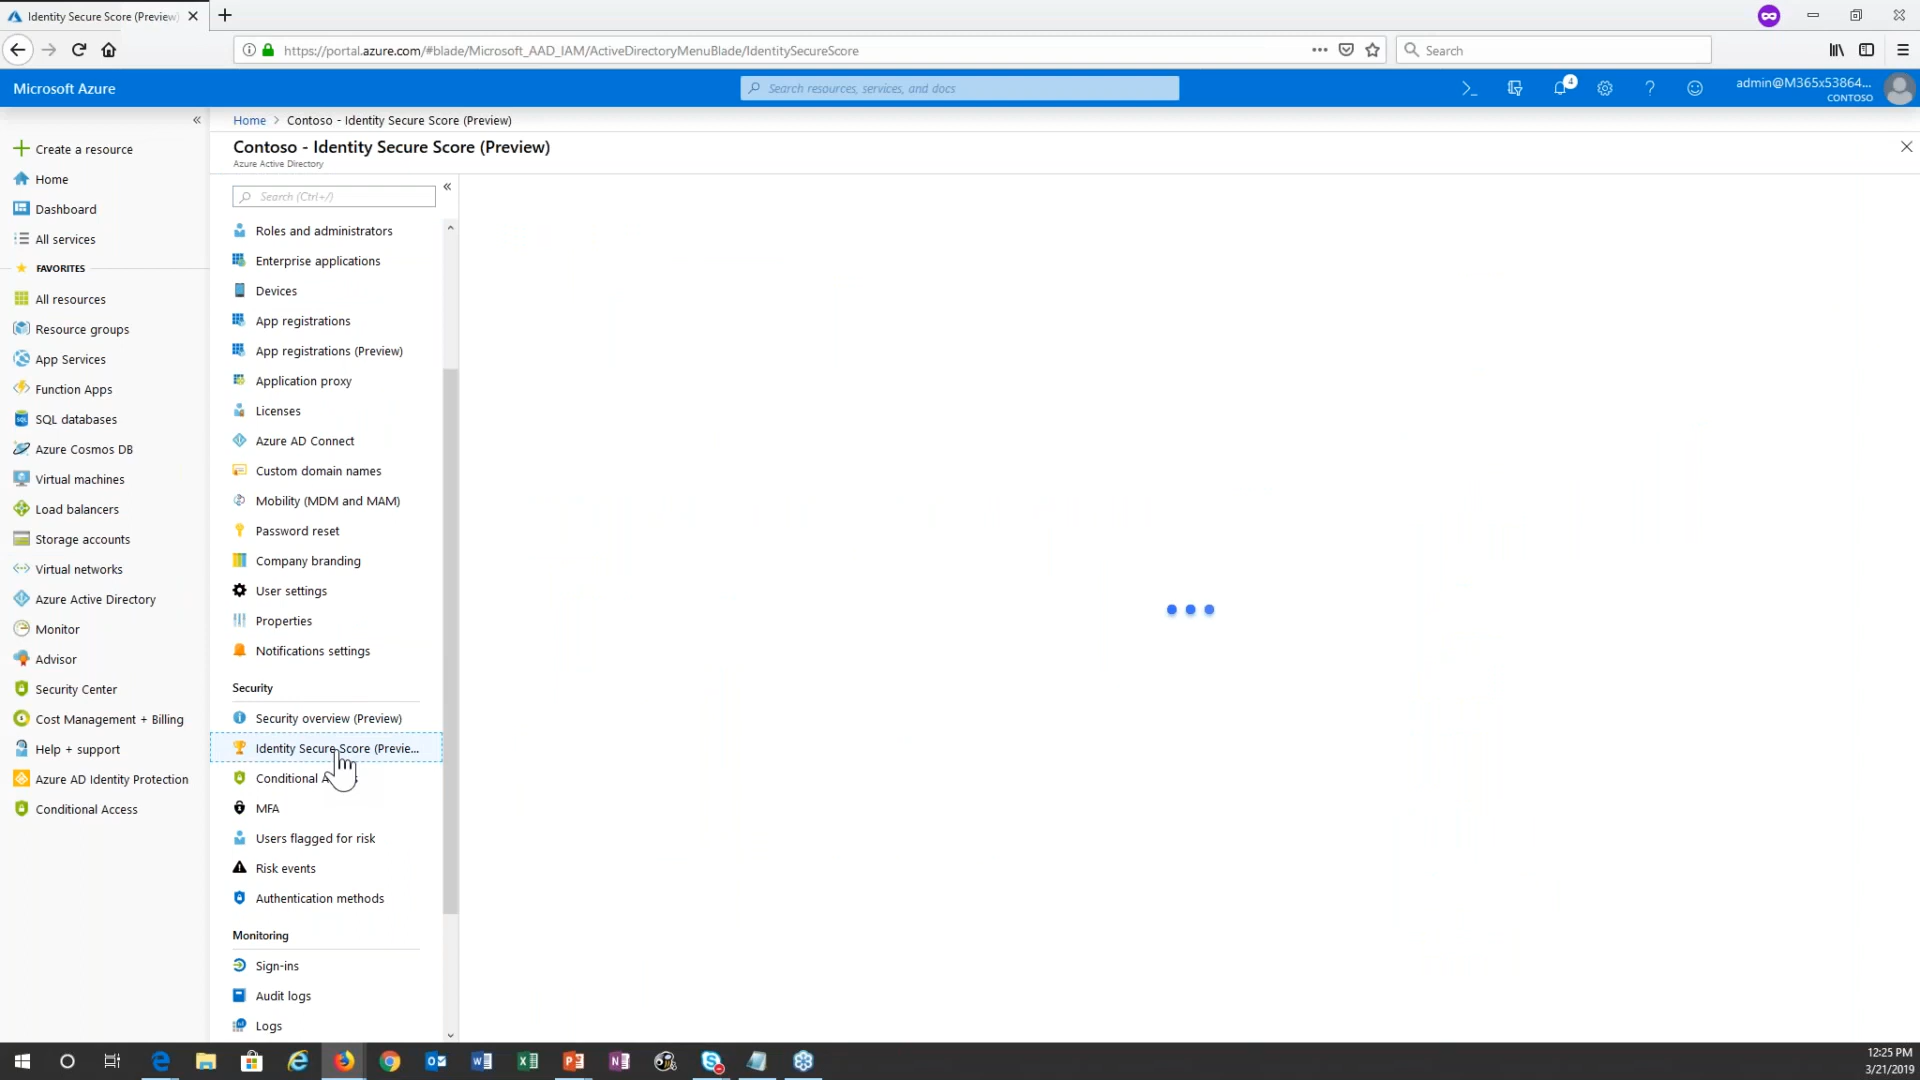 Identity Secure Score (Preview)
https://portal.azure.com/#blade/Microsoft_AAD_IAM/ActiveDirectoryMenuBlade/IdentitySecureScore
Search
Microsoft Azure
Search resources, services, and docs
4
admin@M365x53864...
CONTOSO
Home > Contoso - Identity Secure Score (Preview)
Contoso - Identity Secure Score (Preview)
Azure Active Directory
Create a resource
Home
Dashboard
All services
FAVORITES
All resources
Resource groups
App Services
Function Apps
SQL databases
Azure Cosmos DB
Virtual machines
Load balancers
Storage accounts
Virtual networks
Azure Active Directory
Monitor
Advisor
Security Center
Cost Management + Billing
Help + support
Azure AD Identity Protection
Conditional Access
Search (Ctrl+/)
Roles and administrators
Enterprise applications
Devices
App registrations
App registrations (Preview)
Application proxy
Licenses
Azure AD Connect
Custom domain names
Mobility (MDM and MAM)
Password reset
Company branding
User settings
Properties
Notifications settings
Security
Security overview (Preview)
Identity Secure Score (Previe...
Conditional
MFA
Users flagged for risk
Risk events
Authentication methods
Monitoring
Sign-ins
Audit logs
Logs
12:25 PM
3/21/2019